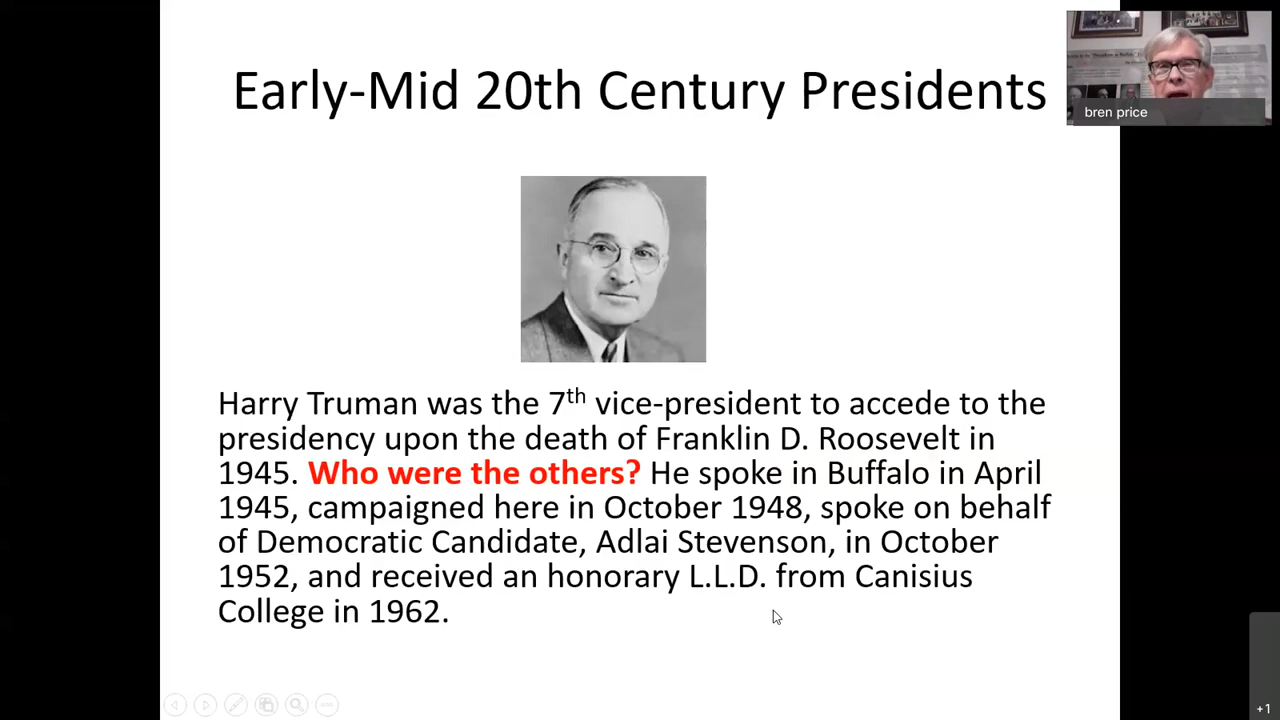 Early-Mid 20th Century Presidents
bren price
Harry Truman was the 7th vice-president to accede to the
presidency upon the death of Franklin D. Roosevelt in
1945. Who were the others? He spoke in Buffalo in April
1945, campaigned here in October 1948, spoke on behalf
of Democratic Candidate, Adlai Stevenson, in October
1952, and received an honorary L.L.D. from Canisius
College in 1962.
+1